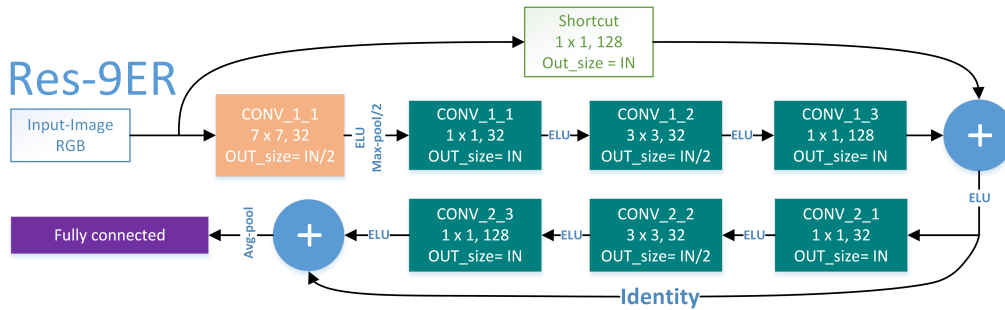 Shortcut
1 x 1, 128
Out_size = IN
Res-9ER
Input-Image
RGB
CONV_1_1
7 x 7, 32
OUT_size= IN/2
ELU
Max-pool/2
CONV_1_1
1 x 1, 32
OUT_size= IN
ELU
CONV_1_2
3 x 3, 32
OUT_size= IN/2
ELU
CONV_1_3
1 x 1, 128
OUT_size= IN
+
ELU
CONV_2_1
1 x 1, 32
OUT_size= IN
ELU
CONV_2_2
3 x 3, 32
OUT_size= IN/2
ELU
CONV_2_3
1 x 1, 128
OUT_size= IN
ELU
+
Avg-pool
Fully connected
Identity